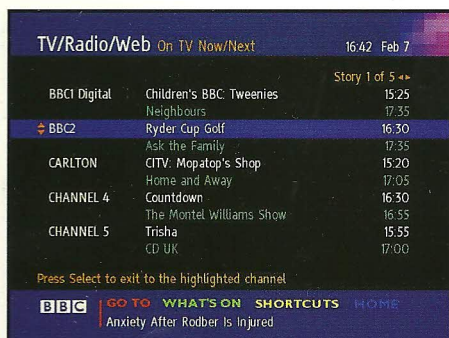 TV/Radio/Web On TV Now/Next 16:42 Feb 7
Story 1 of 5
BBC1 Digital Children's BBC: Tweenies 15:25
Neighbours 17:35
BBC2 Ryder Cup Golf 16:30
Ask the Family 17:35
CARLTON CITV: Mopatop's Shop 15:20
Home and Away 17:05
CHANNEL 4 Countdown 16:30
The Montel Williams Show 16:55
CHANNEL 5 Trisha 15:55
CD UK 17:00
Press Select to exit to the highlighted channel
BBC GO TO WHAT'S ON SHORTCUTS HOME
Anxiety After Rodber Is Injured